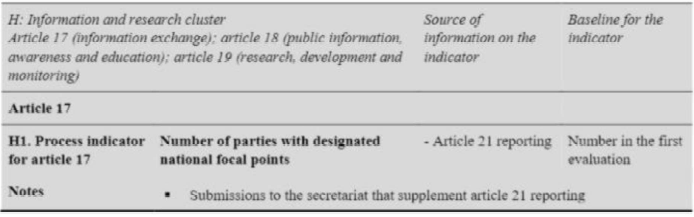 H: Information and research cluster
Article 17 (information exchange); article 18 (public information, awareness and education); article 19 (research, development and monitoring)
Source of information on the indicator
Baseline for the indicator
Article 17
H1. Process indicator for article 17
Number of parties with designated national focal points
- Article 21 reporting
Number in the first evaluation
Notes
▪ Submissions to the secretariat that supplement article 21 reporting